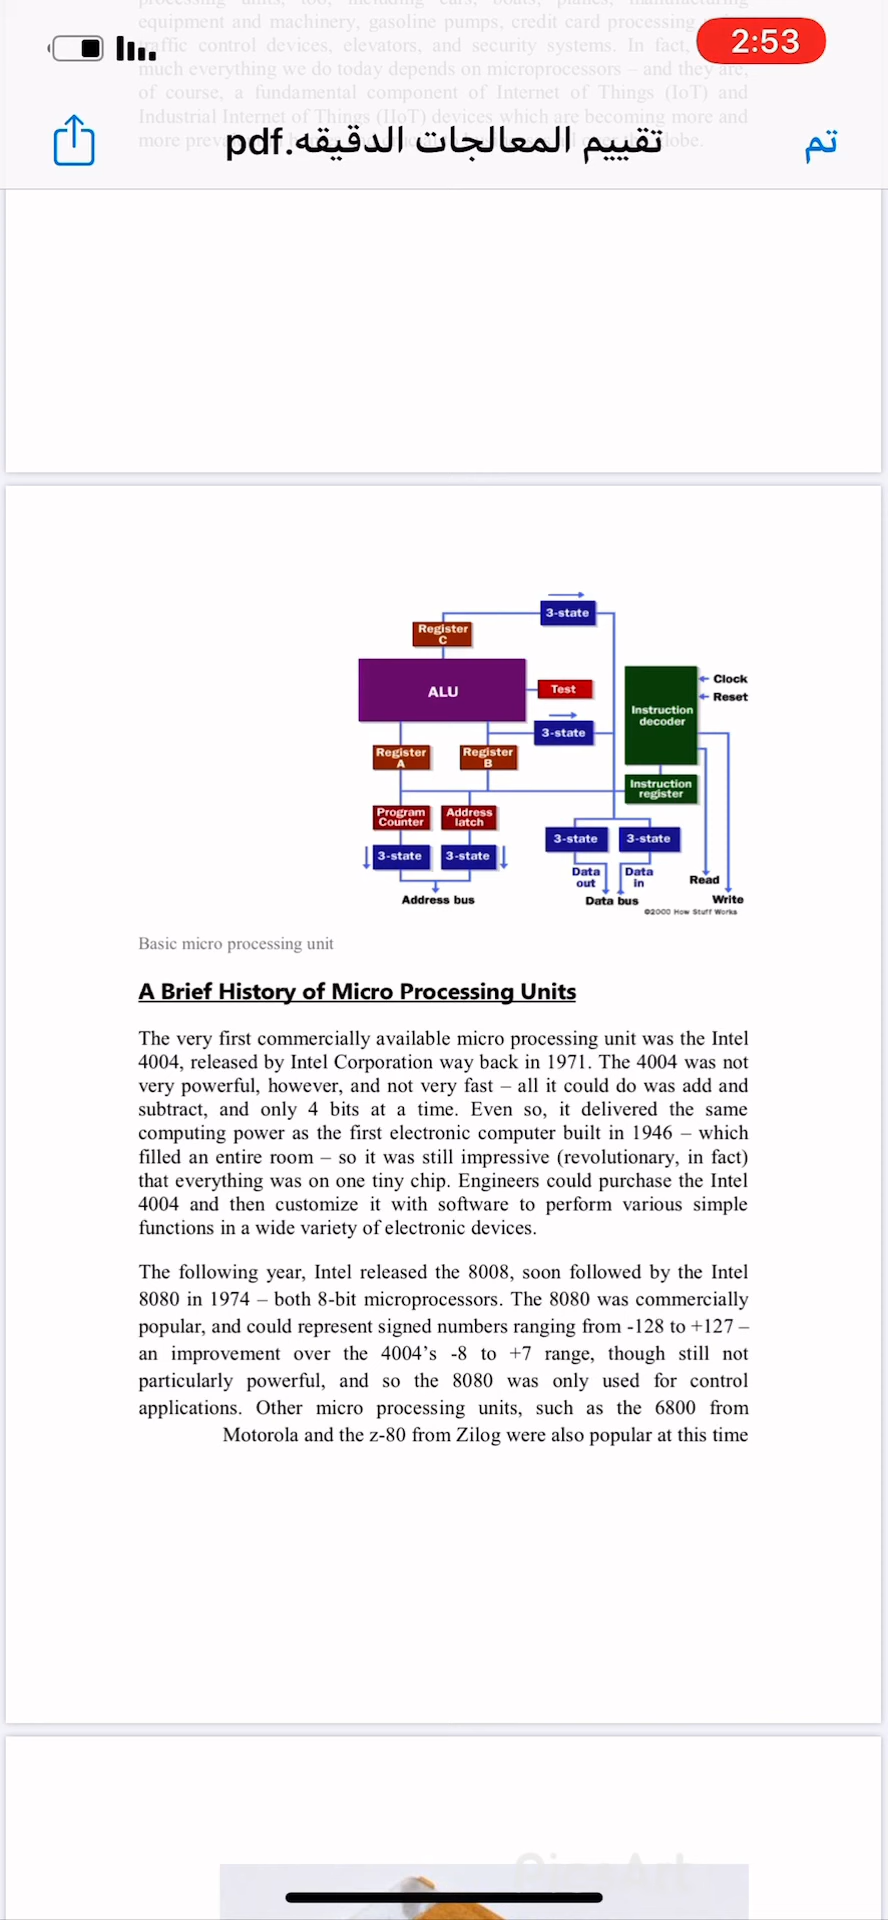 equipment and machinery, gasoline pumps, credit card processing
2:53
traffic control devices, elevators, and security systems. In fact,
much everything we do today depends on microprocessors – and they are,
of course, a fundamental component of Internet of Things (IoT) and
Industrial Internet of Things (IIoT) devices which are becoming more and
more
تقييم المعالجات الدقيقه.pdf
تم
3-state
Register
C
ALU
Test
Clock
Reset
Instruction
decoder
3-state
Register
A
Register
B
Instruction
register
Program
Counter
Address
latch
3-state
3-state
3-state
3-state
Data
out
Data
in
Read
Address bus
Data bus
Write
©2000 How Stuff Works
Basic micro processing unit
A Brief History of Micro Processing Units
The very first commercially available micro processing unit was the Intel
4004, released by Intel Corporation way back in 1971. The 4004 was not
very powerful, however, and not very fast – all it could do was add and
subtract, and only 4 bits at a time. Even so, it delivered the same
computing power as the first electronic computer built in 1946 – which
filled an entire room – so it was still impressive (revolutionary, in fact)
that everything was on one tiny chip. Engineers could purchase the Intel
4004 and then customize it with software to perform various simple
functions in a wide variety of electronic devices.
The following year, Intel released the 8008, soon followed by the Intel
8080 in 1974 – both 8-bit microprocessors. The 8080 was commercially
popular, and could represent signed numbers ranging from -128 to +127 –
an improvement over the 4004’s -8 to +7 range, though still not
particularly powerful, and so the 8080 was only used for control
applications. Other micro processing units, such as the 6800 from
Motorola and the z-80 from Zilog were also popular at this time